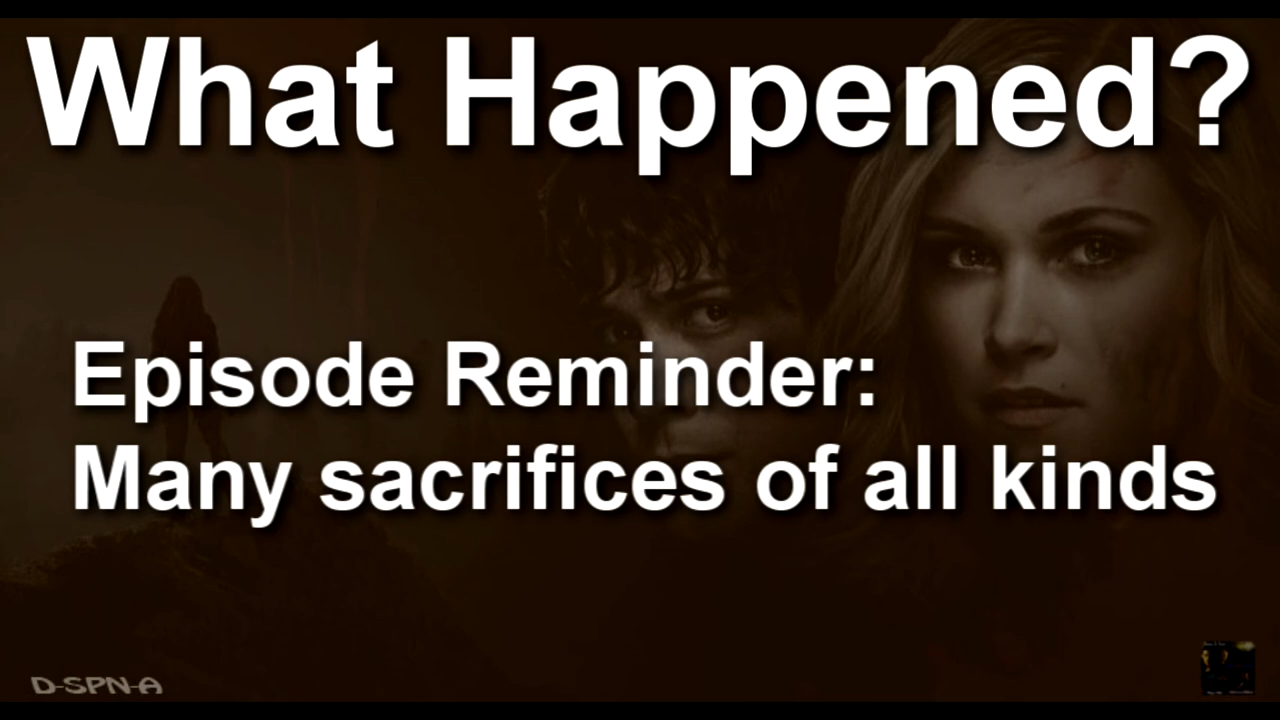 What Happened?
Episode Reminder:
Many sacrifices of all kinds
D-SPN-A